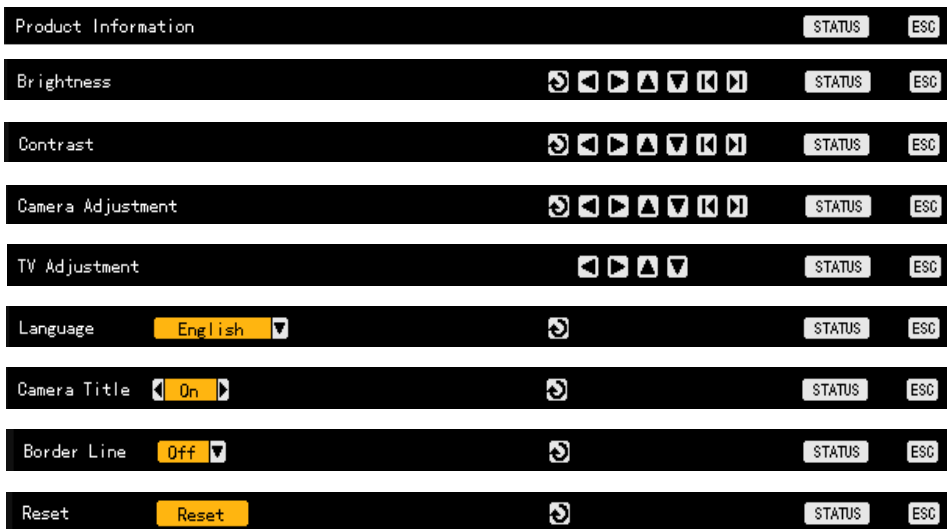 Product Information STATUS ESC
Brightness STATUS ESC
Contrast STATUS ESC
Camera Adjustment STATUS ESC
TV Adjustment STATUS ESC
Language English STATUS ESC
Camera Title On STATUS ESC
Border Line Off STATUS ESC
Reset Reset STATUS ESC